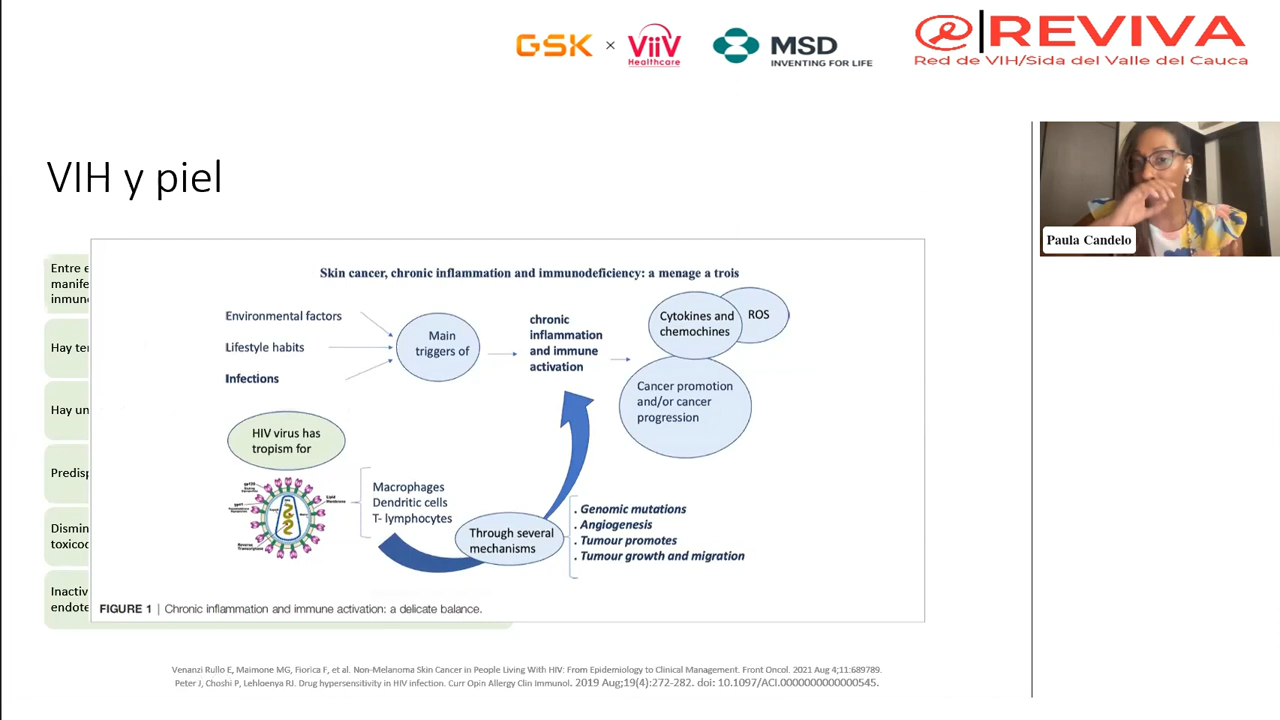 GSK × ViiV
Healthcare
MSD
INVENTING FOR LIFE
REVIVA
Red de VIH/Sida del Valle del Cauca
VIH y piel
Paula Candelo
Entre
manife
inmun
Hay ter
Hay un
Predis
Dismin
toxico
Inactiv
endote
Skin cancer, chronic inflammation and immunodeficiency: a menage a trois
Environmental factors
Lifestyle habits
Infections
Main
triggers of
chronic
inflammation
and immune
activation
Cytokines and
chemochines
ROS
Cancer promotion
and/or cancer
progression
HIV virus has
tropism for
Macrophages
Dendritic cells
T- lymphocytes
Through several
mechanisms
. Genomic mutations
. Angiogenesis
. Tumour promotes
. Tumour growth and migration
FIGURE 1 | Chronic inflammation and immune activation: a delicate balance.
Venanzi Rullo E, Maimone MG, Fiorica F, et al. Non-Melanoma Skin Cancer in People Living With HIV: From Epidemiology to Clinical Management. Front Oncol. 2021 Aug 4;11:689789.
Peter J, Choshi P, Lehloenya RJ. Drug hypersensitivity in HIV infection. Curr Opin Allergy Clin Immunol. 2019 Aug;19(4):272-282. doi: 10.1097/ACI.0000000000000545.